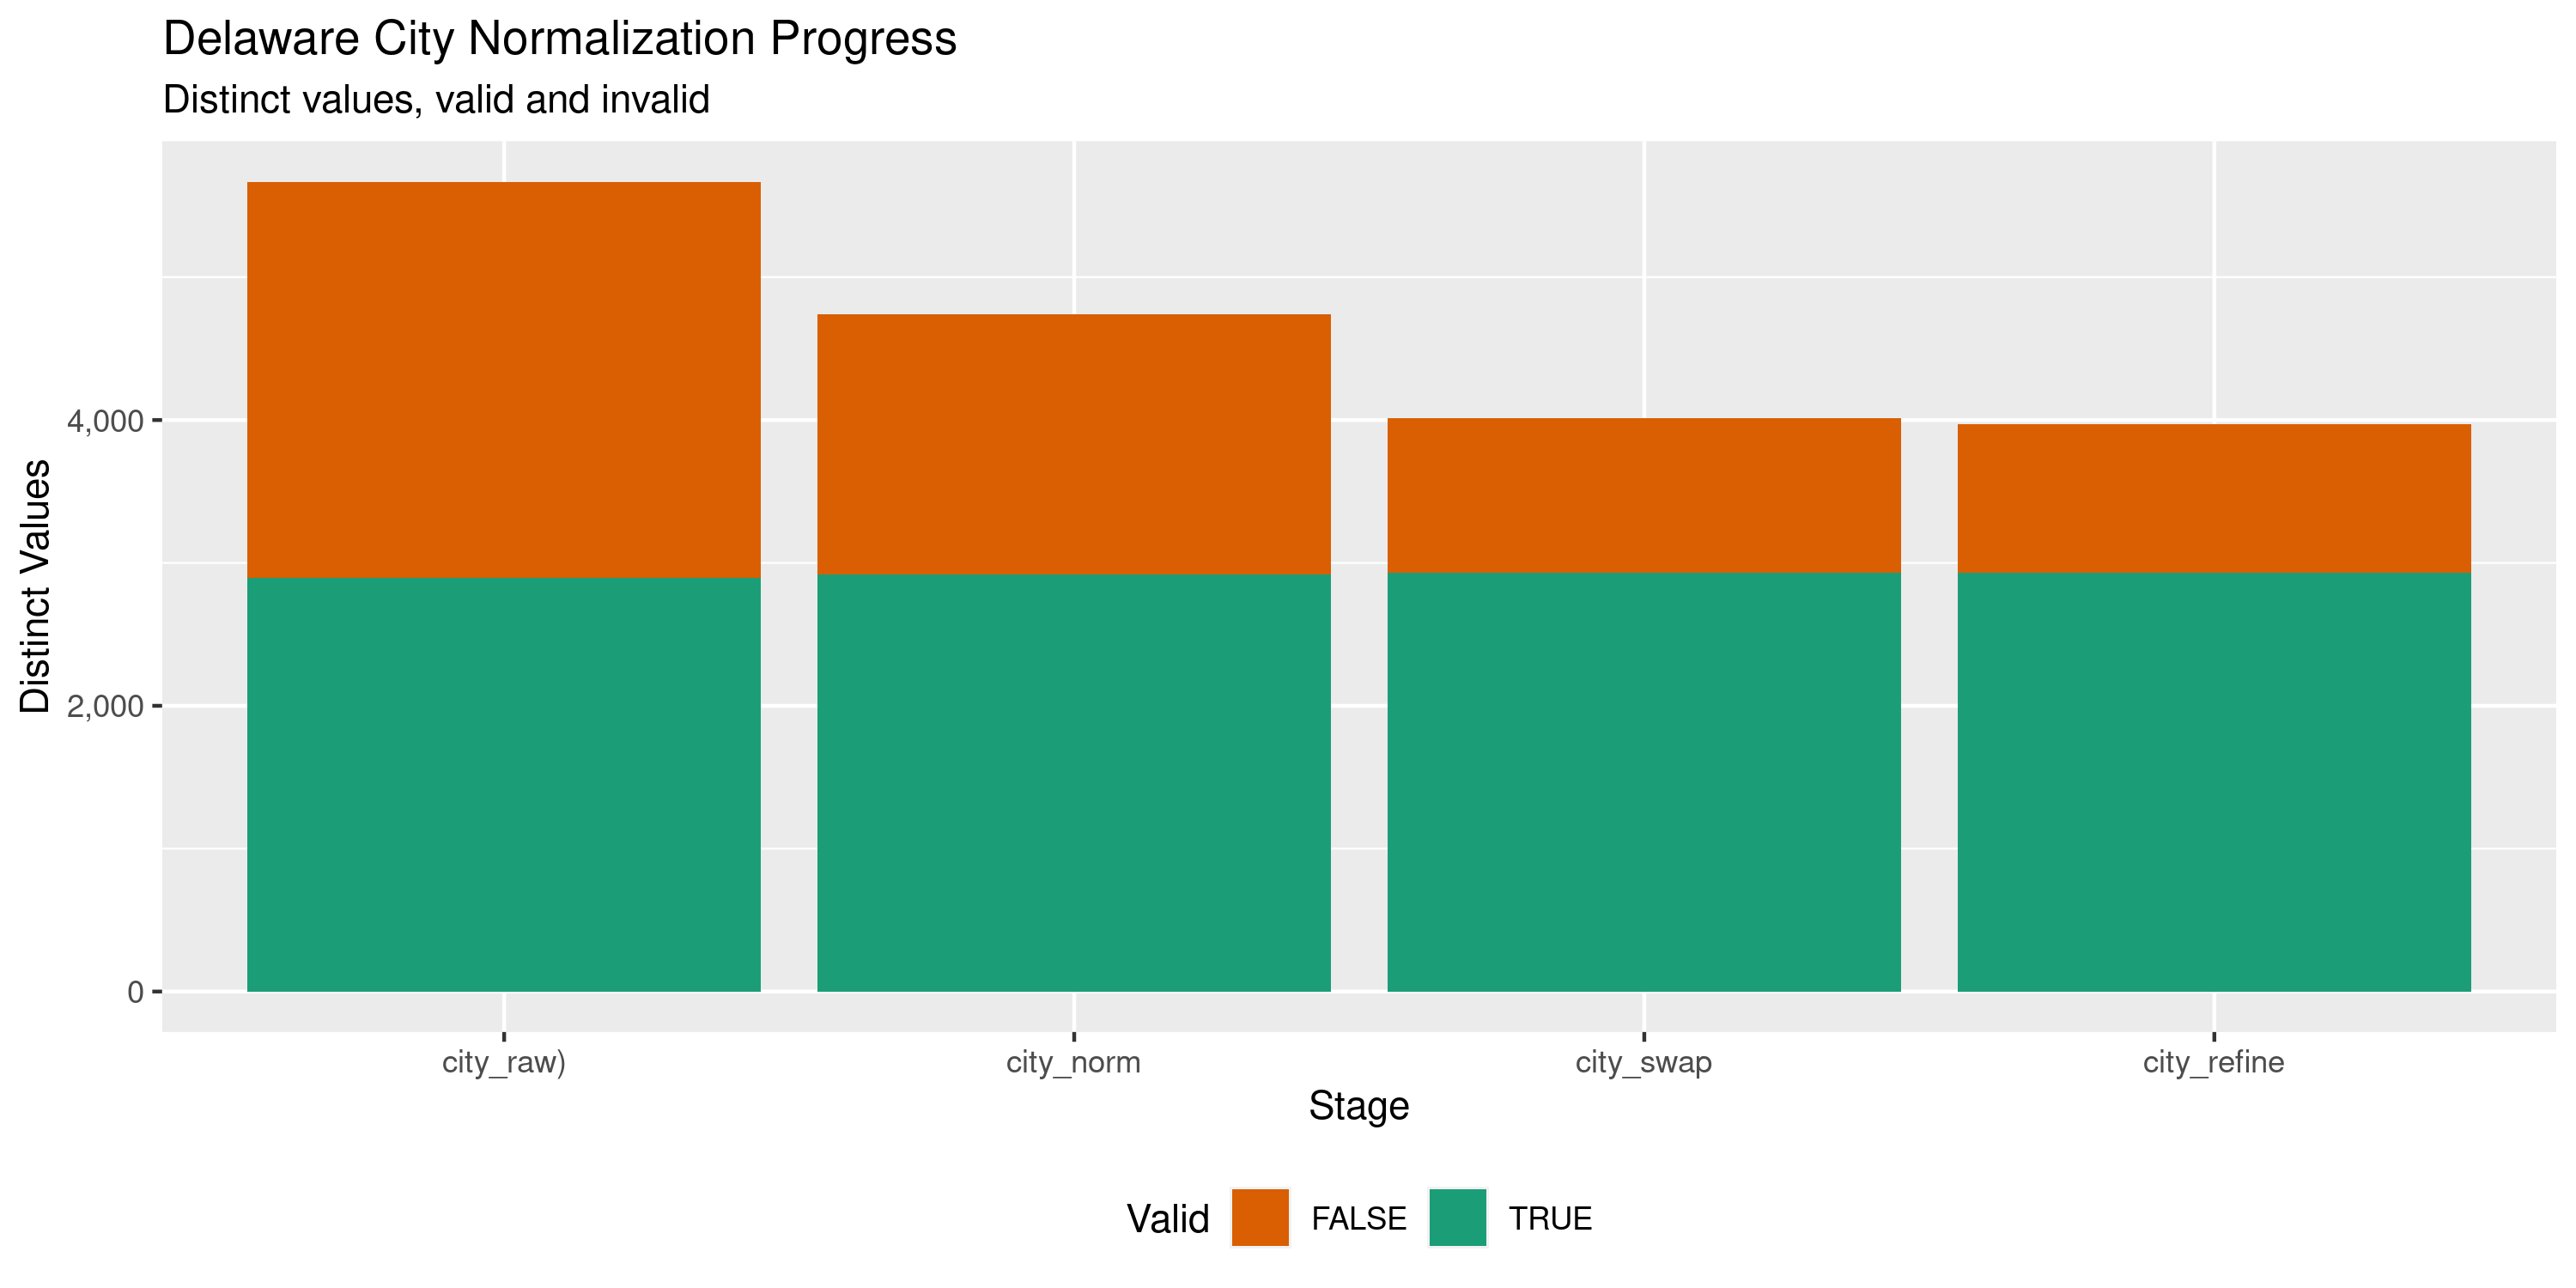 Delaware City Normalization Progress
Distinct values, valid and invalid
Distinct Values
4,000
2,000
0
city_raw)
city_norm
city_swap
city_refine
Stage
Valid FALSE TRUE